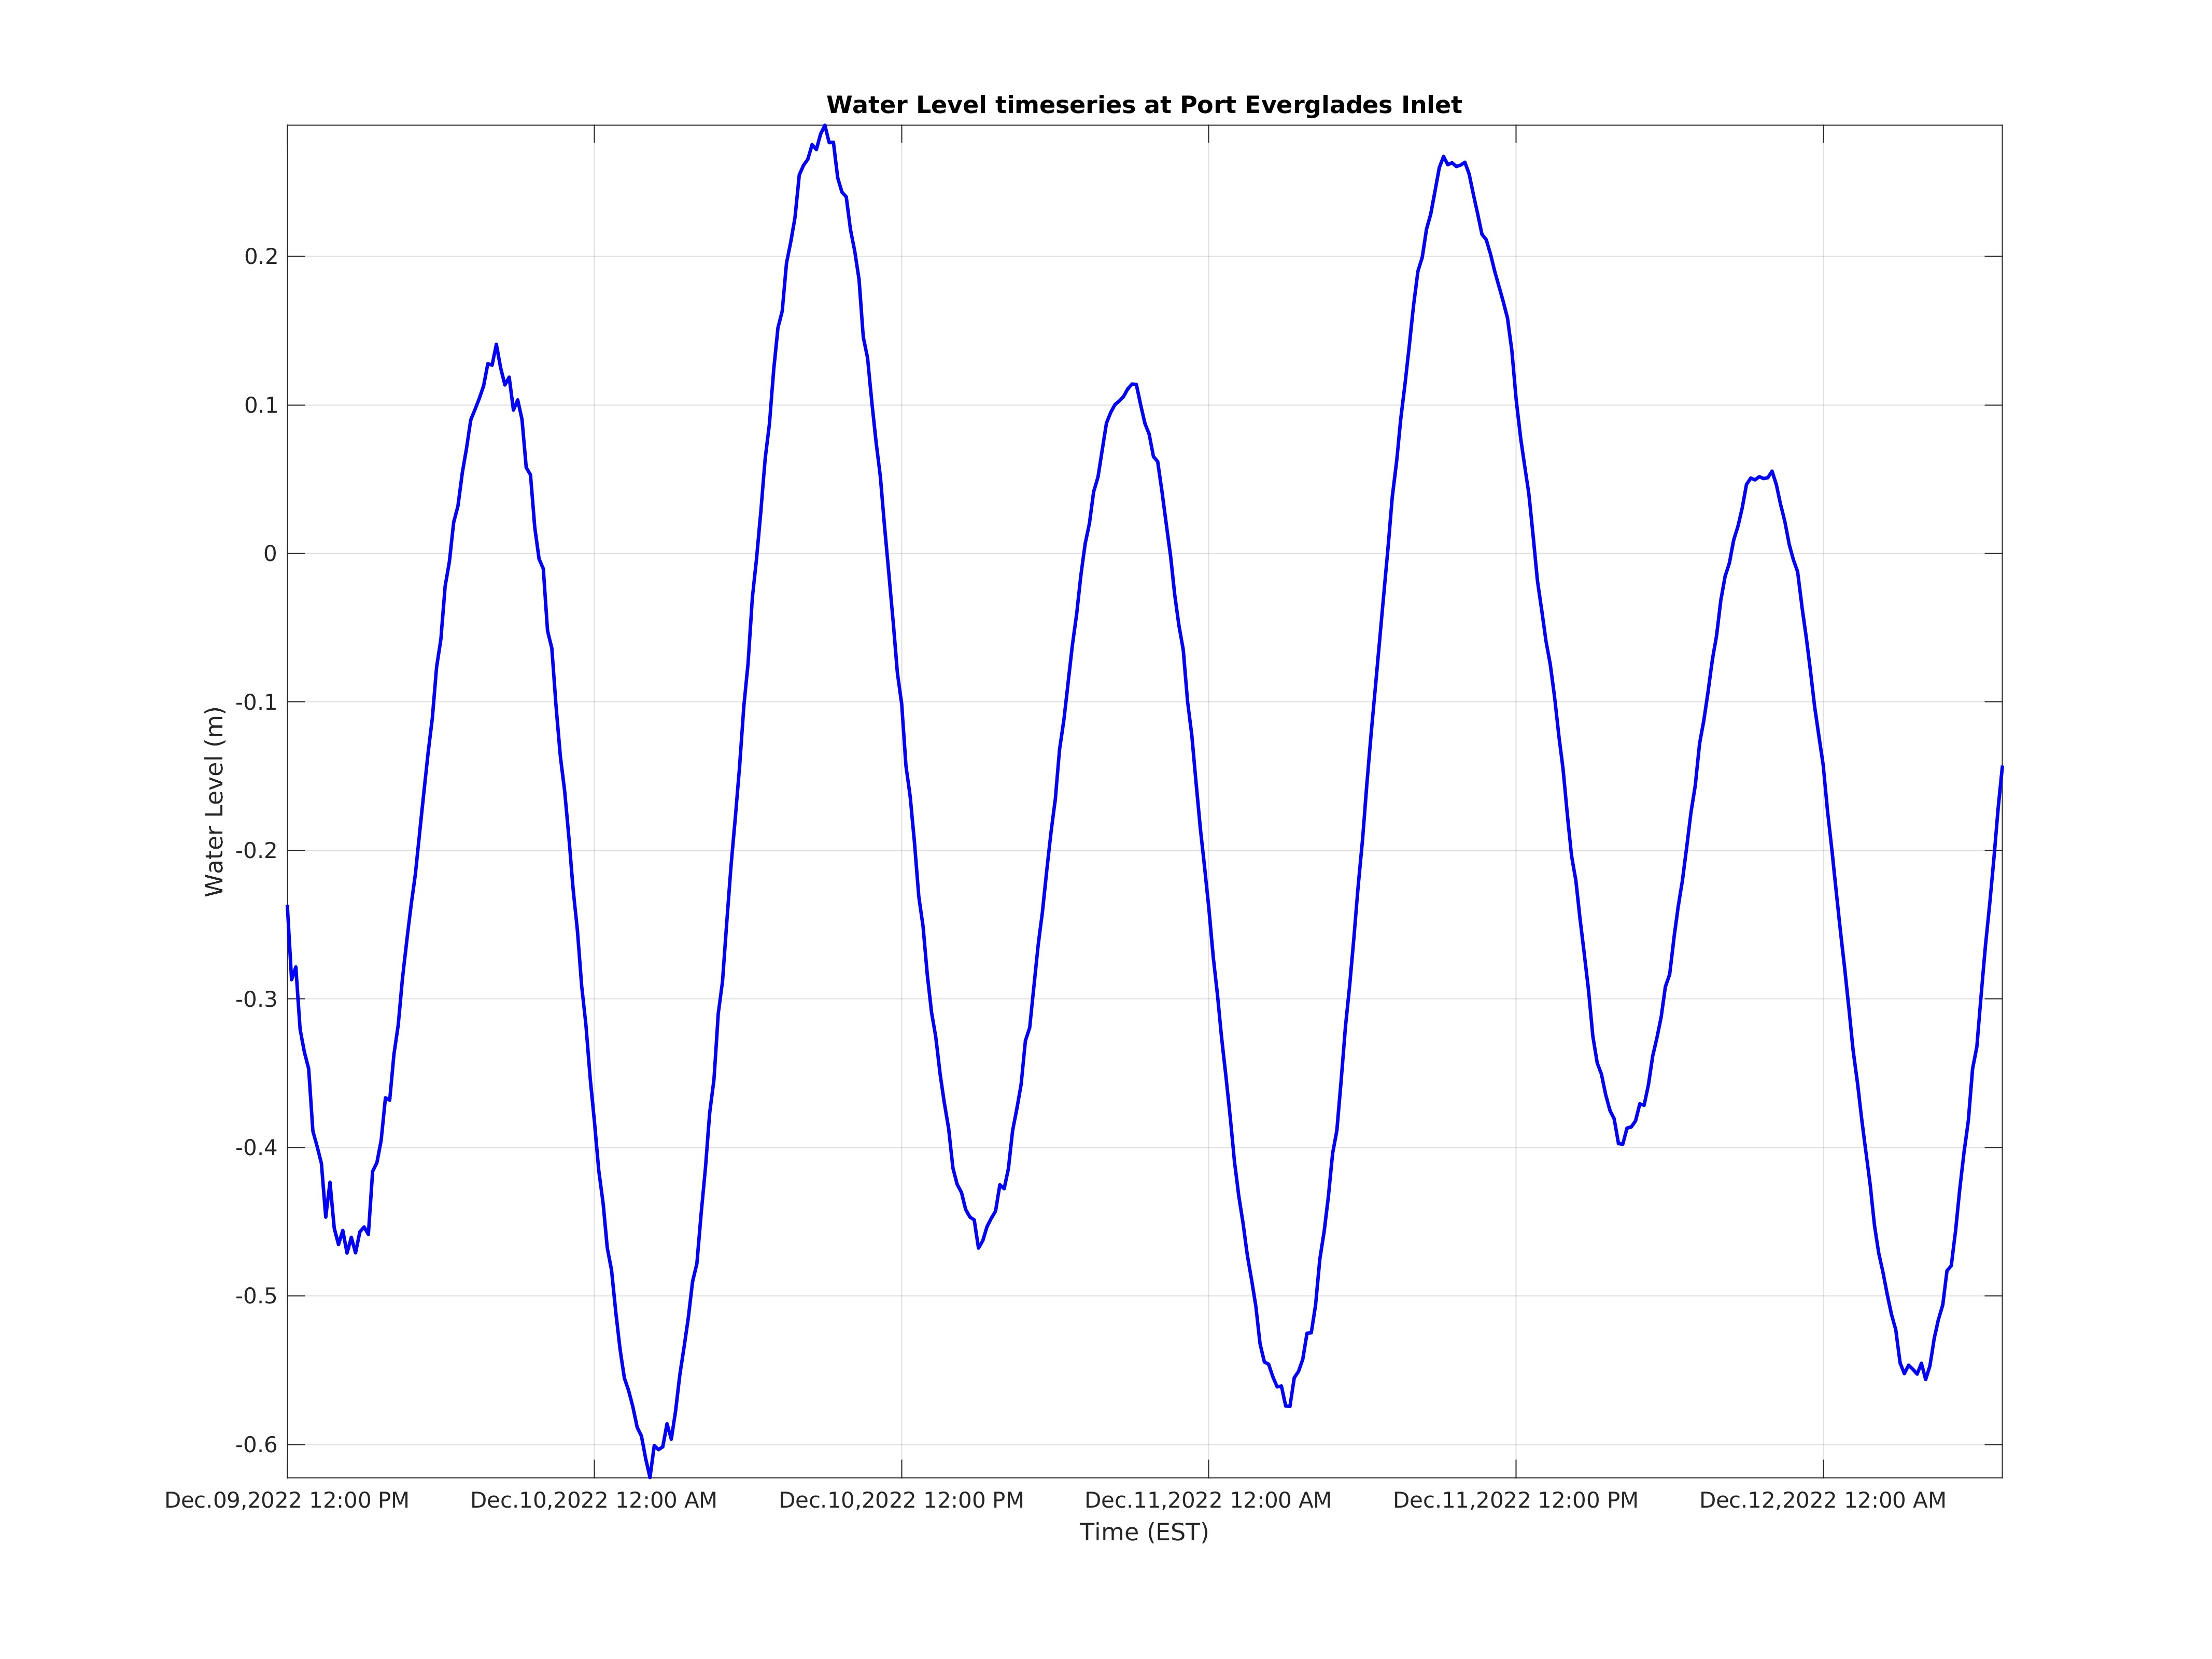 Water Level timeseries at Port Everglades Inlet
0.2
0.1
0
-0.1
-0.2
-0.3
-0.4
-0.5
-0.6
Water Level (m)
Dec.09,2022 12:00 PM
Dec.10,2022 12:00 AM
Dec.10,2022 12:00 PM
Dec.11,2022 12:00 AM
Dec.11,2022 12:00 PM
Dec.12,2022 12:00 AM
Time (EST)